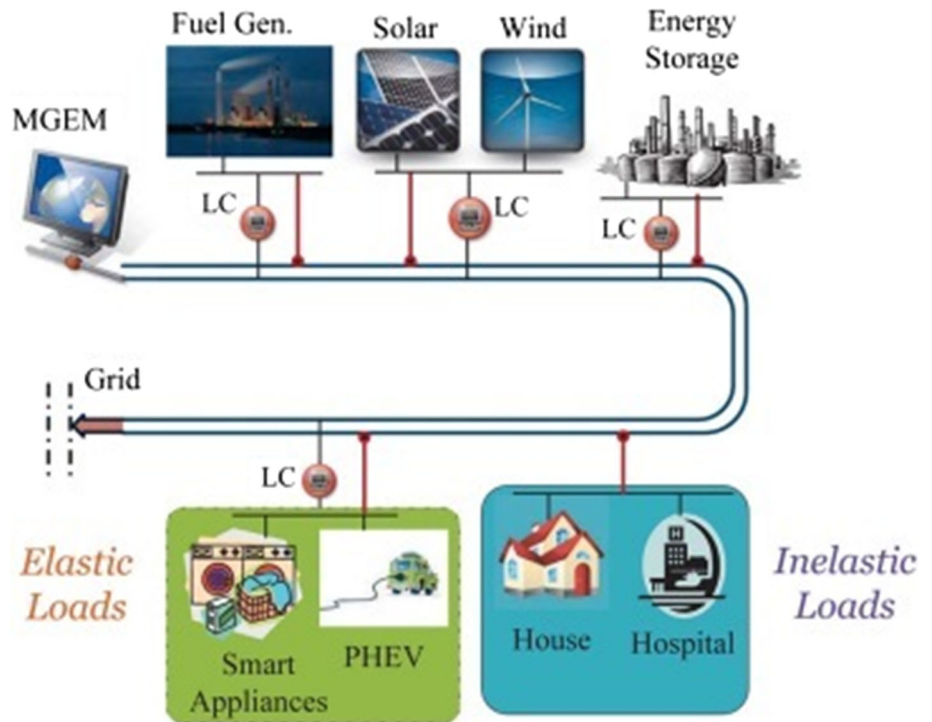 Fuel Gen.
Solar
Wind
Energy
Storage
MGEM
LC
LC
LC
Grid
LC
Elastic
Loads
Inelastic
Loads
Smart
Appliances
PHEV
House
Hospital
H